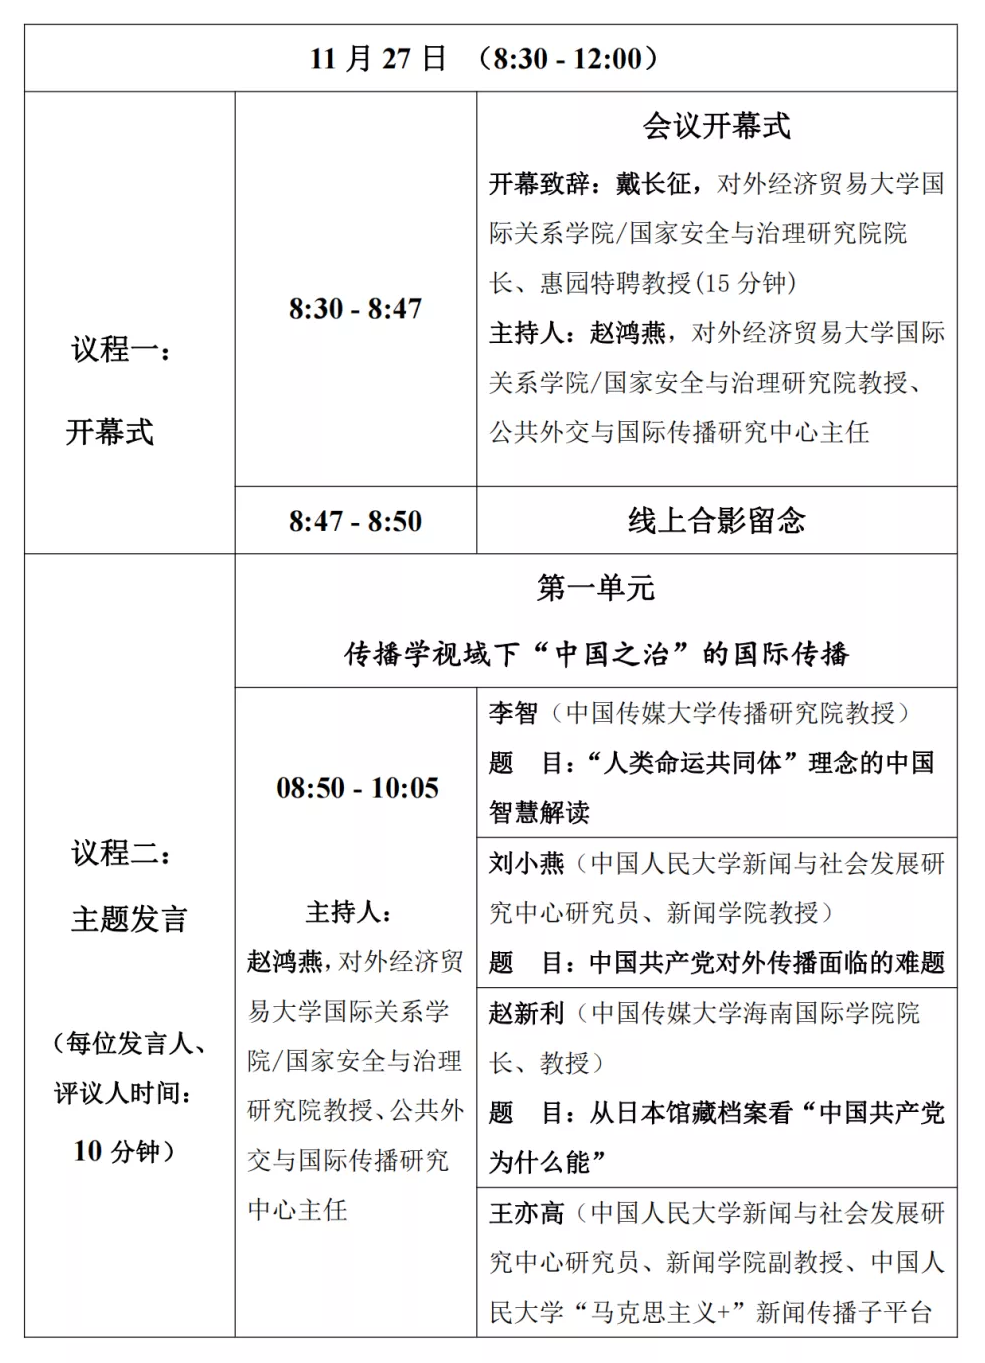 11 月 27 日 （8:30 - 12:00）
议程一：
开幕式
8:30 - 8:47
会议开幕式
开幕致辞：戴长征，对外经济贸易大学国
际关系学院/国家安全与治理研究院院
长、惠园特聘教授(15 分钟)
主持人：赵鸿燕，对外经济贸易大学国际
关系学院/国家安全与治理研究院教授、
公共外交与国际传播研究中心主任
8:47 - 8:50
线上合影留念
议程二：
主题发言
（每位发言人、
评议人时间：
10 分钟）
第一单元
传播学视域下“中国之治”的国际传播
08:50 - 10:05
主持人：
赵鸿燕，对外经济贸
易大学国际关系学
院/国家安全与治理
研究院教授、公共外
交与国际传播研究
中心主任
李智（中国传媒大学传播研究院教授）
题　目：“人类命运共同体”理念的中国
智慧解读
刘小燕（中国人民大学新闻与社会发展研
究中心研究员、新闻学院教授）
题　目：中国共产党对外传播面临的难题
赵新利（中国传媒大学海南国际学院院
长、教授）
题　目：从日本馆藏档案看“中国共产党
为什么能”
王亦高（中国人民大学新闻与社会发展研
究中心研究员、新闻学院副教授、中国人
民大学“马克思主义+”新闻传播子平台